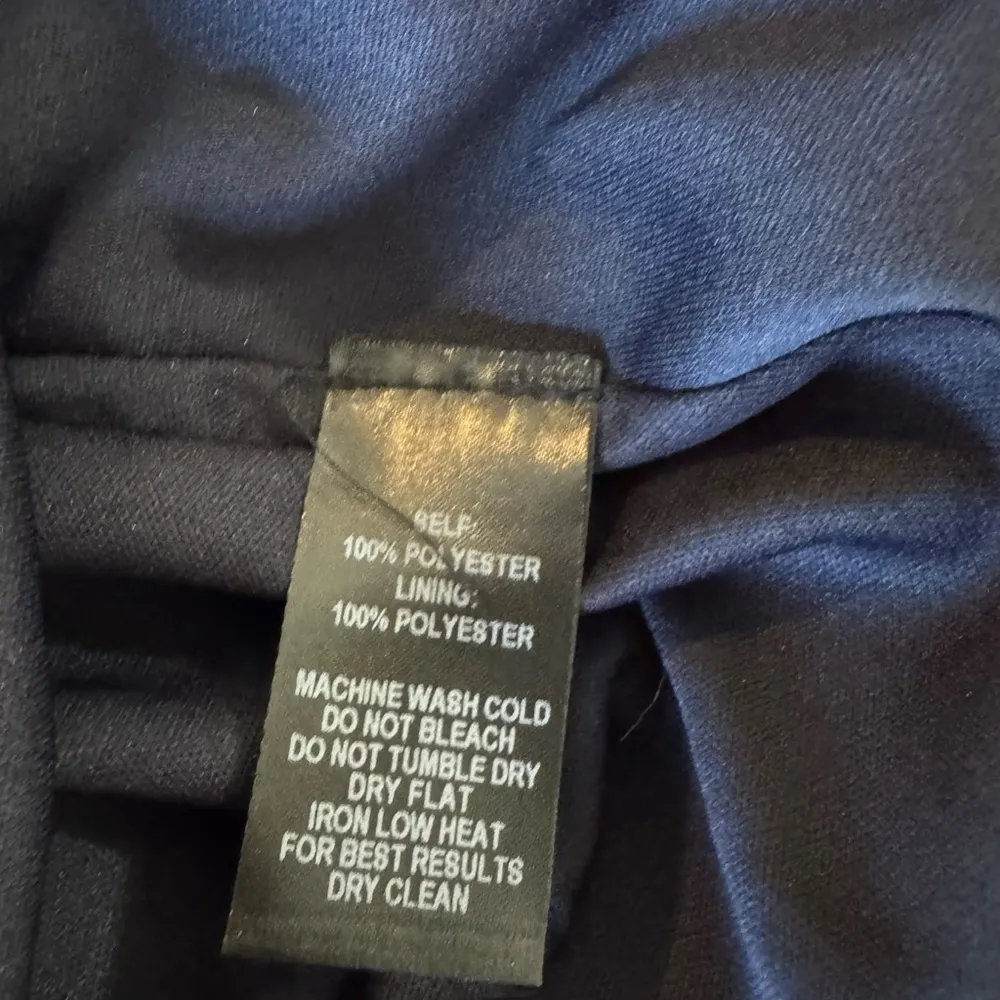 SELF:
100% POLYESTER
LINING:
100% POLYESTER
MACHINE WASH COLD
DO NOT BLEACH
DO NOT TUMBLE DRY
DRY FLAT
IRON LOW HEAT
FOR BEST RESULTS
DRY CLEAN